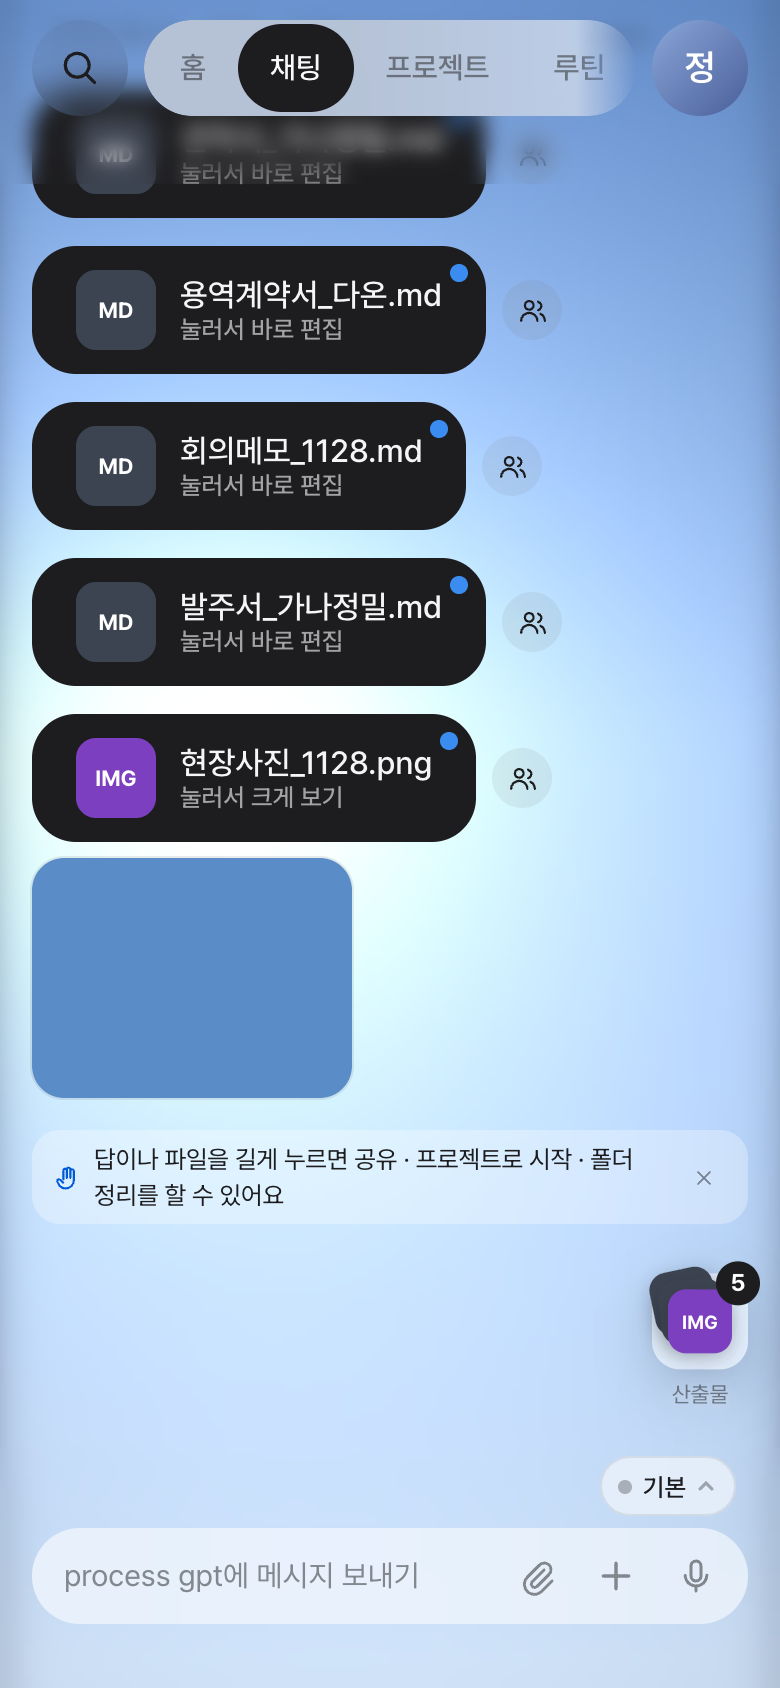 홈
채팅
프로젝트
루틴
정
MD
눌러서 바로 편집
MD
용역계약서_다온.md
눌러서 바로 편집
MD
회의메모_1128.md
눌러서 바로 편집
MD
발주서_가나정밀.md
눌러서 바로 편집
IMG
현장사진_1128.png
눌러서 크게 보기
답이나 파일을 길게 누르면 공유 · 프로젝트로 시작 · 폴더
정리를 할 수 있어요
5
IMG
산출물
기본
process gpt에 메시지 보내기